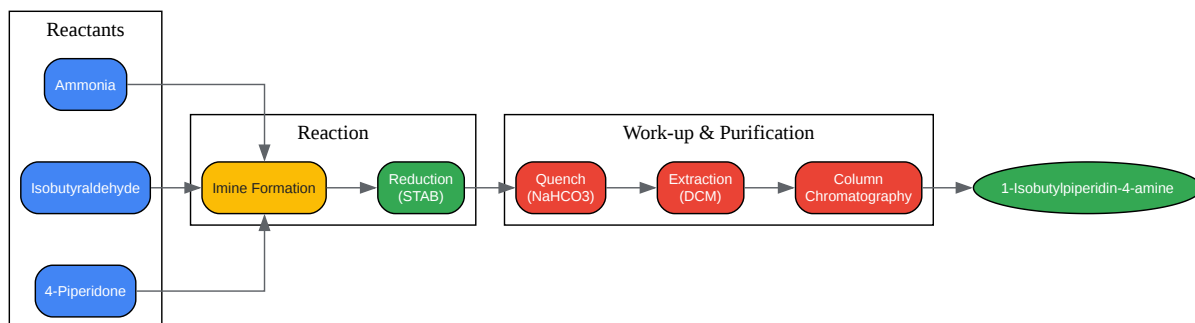 Reactants
Ammonia
Isobutyraldehyde
4-Piperidone
Reaction
Imine Formation
Reduction
(STAB)
Work-up & Purification
Quench
(NaHCO3)
Extraction
(DCM)
Column
Chromatography
1-Isobutylpiperidin-4-amine